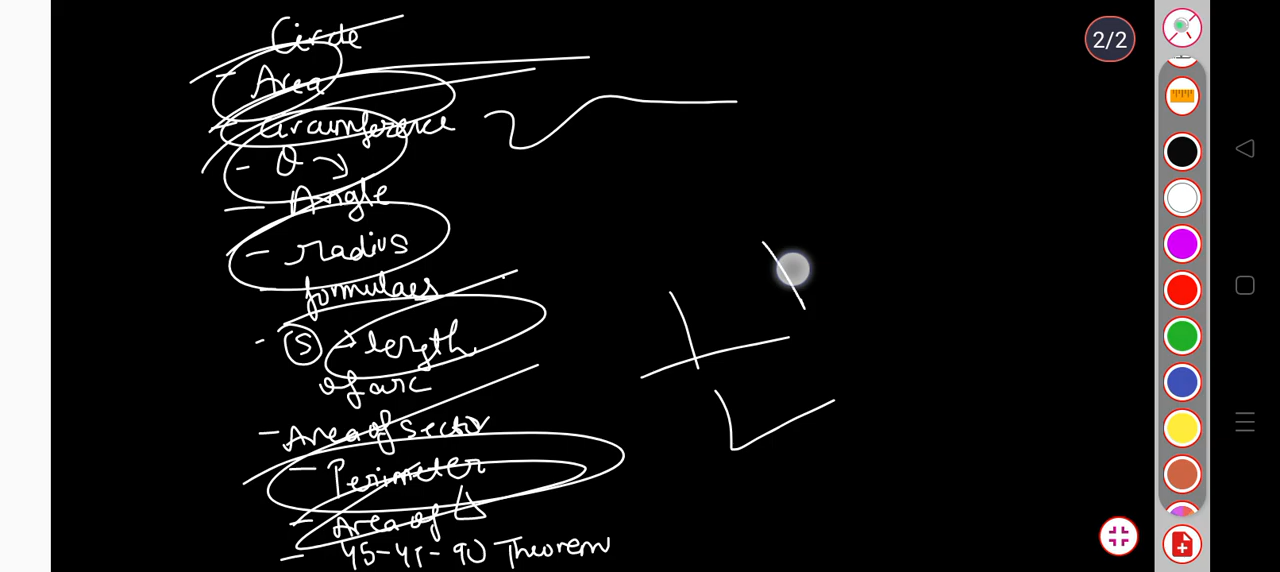 Circle
- Area
- Circumference
- θ →
- Angle
- radius
formulaes
- (S) → length
of arc
- Area of Sector
- Perimeter
- Area of △
- 45-45-90 Theorem
2/2